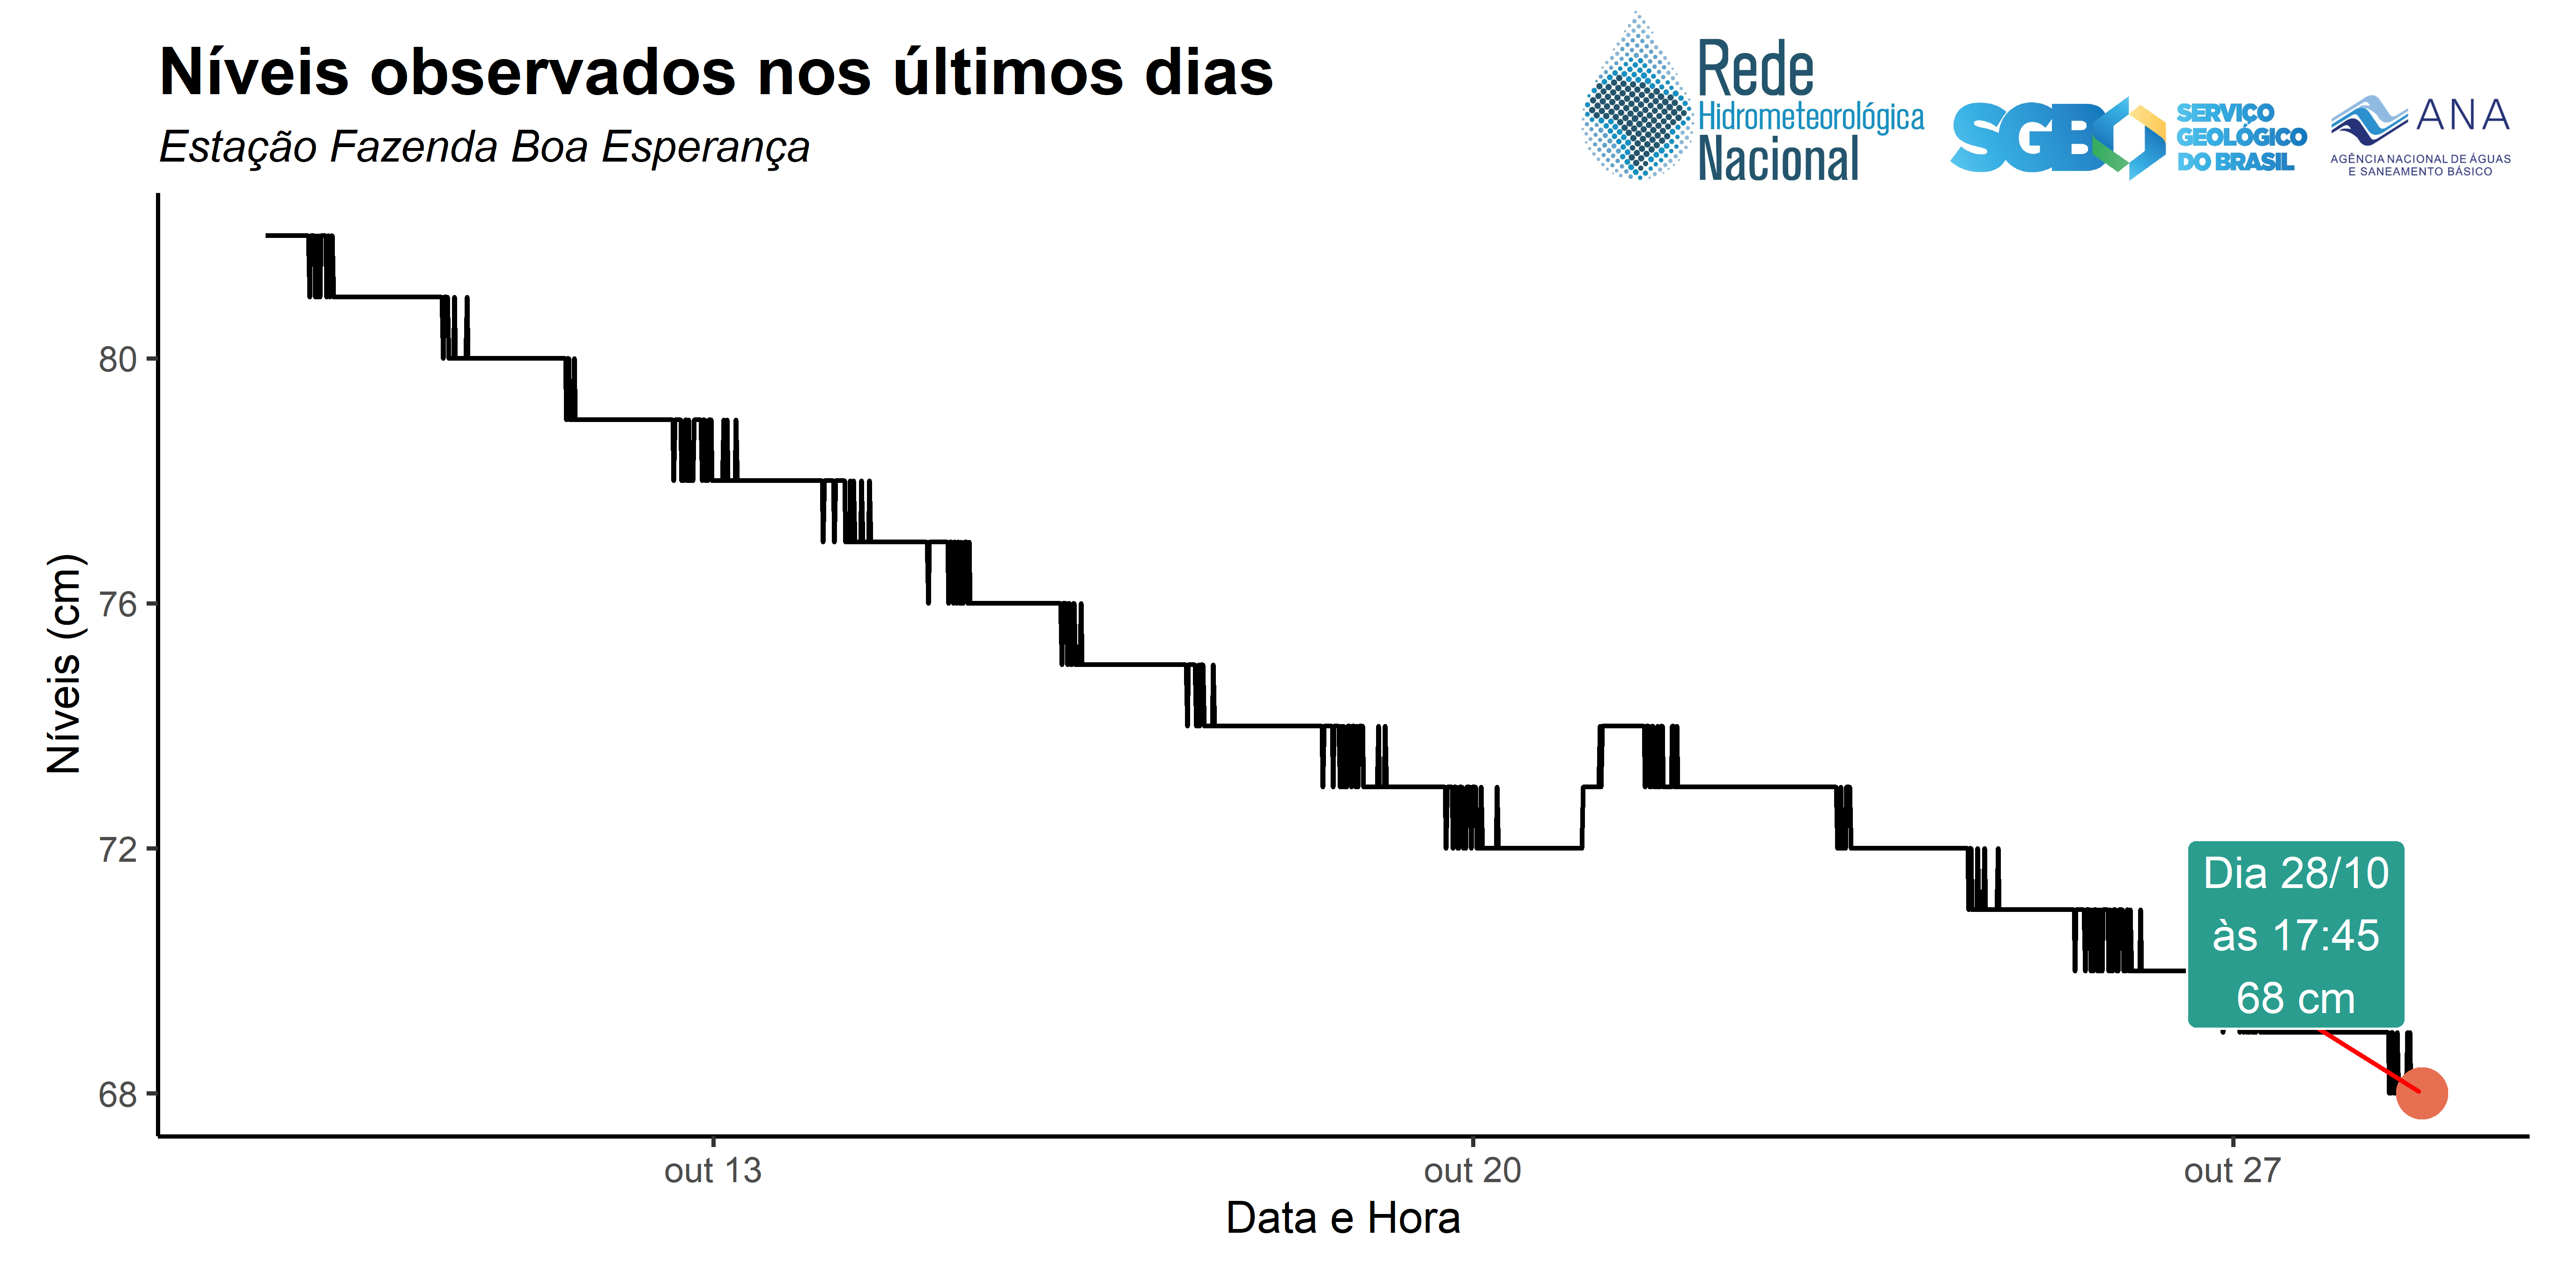 Níveis observados nos últimos dias
Estação Fazenda Boa Esperança
Rede
Hidrometeorológica
Nacional
SGB
SERVIÇO
GEOLÓGICO
DO BRASIL
ANA
AGÊNCIA NACIONAL DE ÁGUAS
E SANEAMENTO BÁSICO
Níveis (cm)
80
76
72
68
Dia 28/10
às 17:45
68 cm
out 13
out 20
out 27
Data e Hora